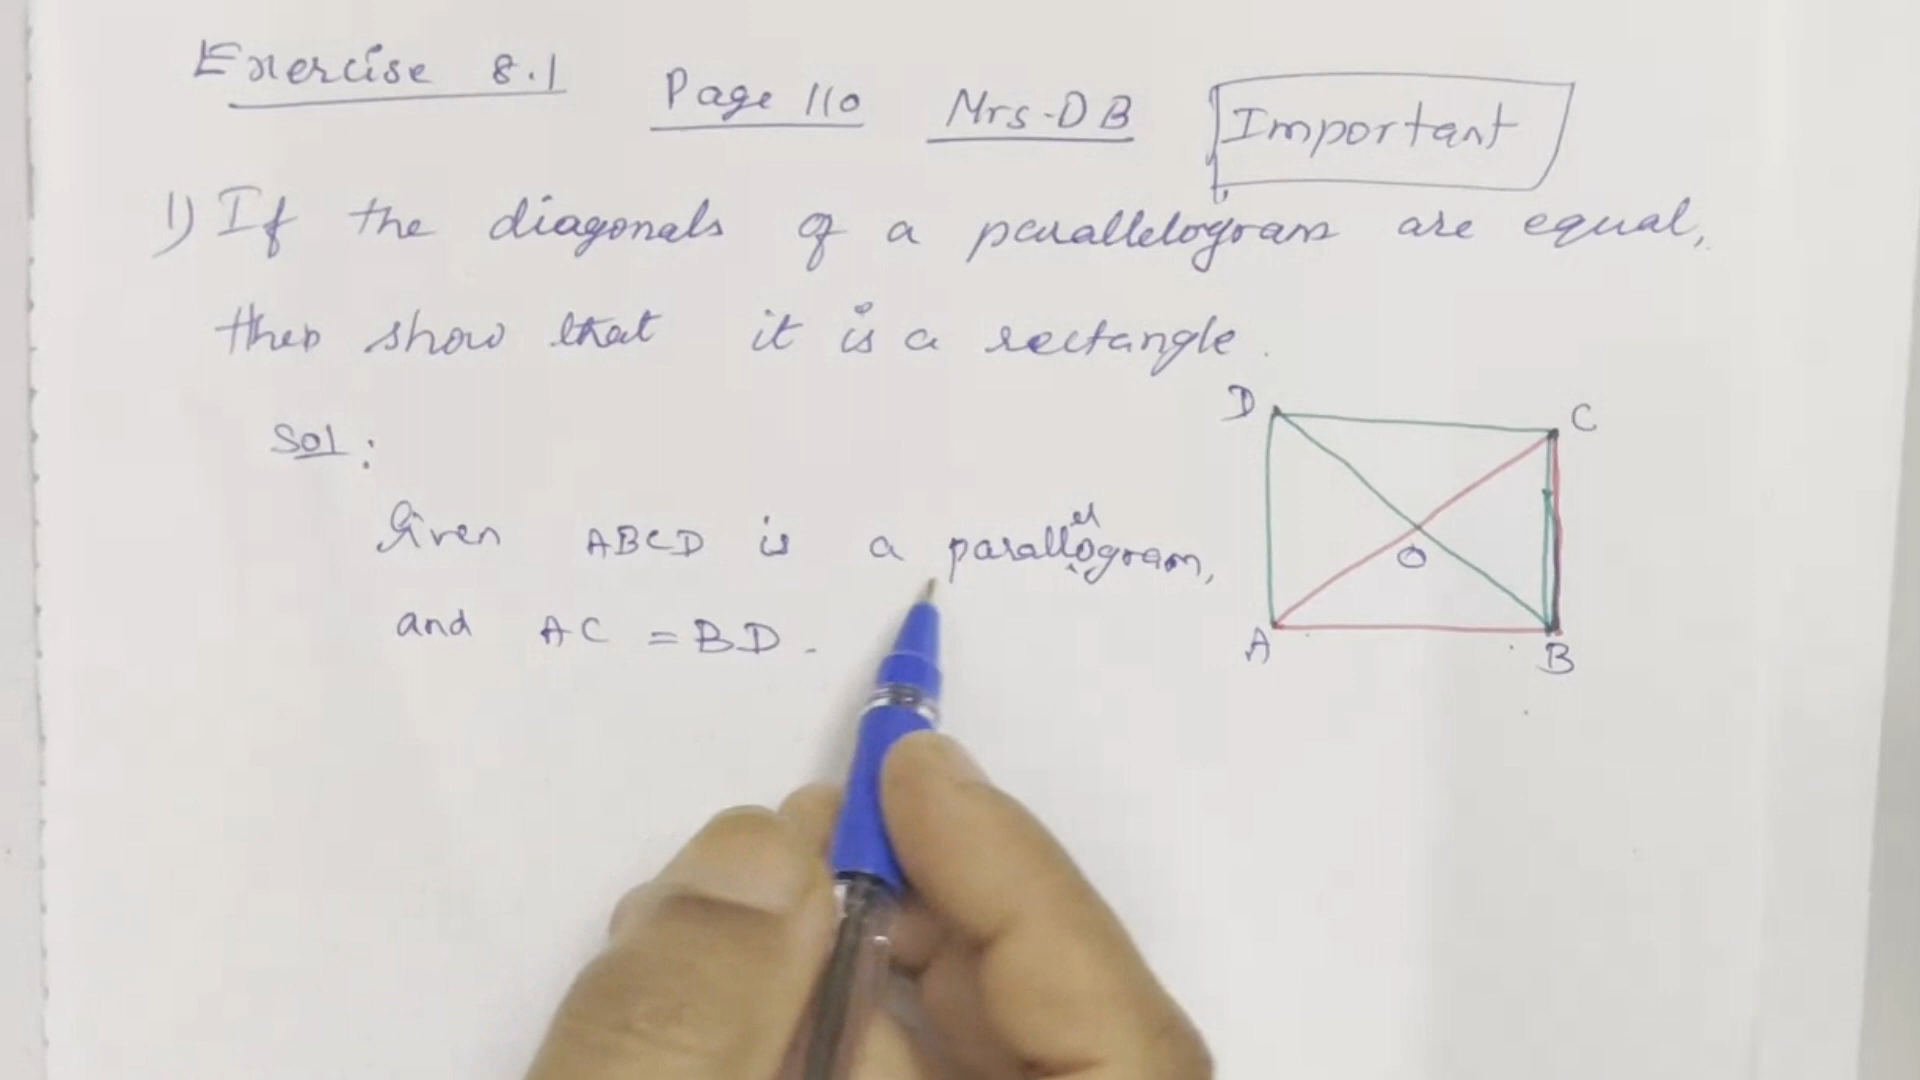 Exercise 8.1 Page 110 Mrs-DB Important
1) If the diagonals of a parallelogram are equal,
then show that it is a rectangle.
Sol:
Given ABCD is a parallelogram,
and AC = BD.
D C
O
A B